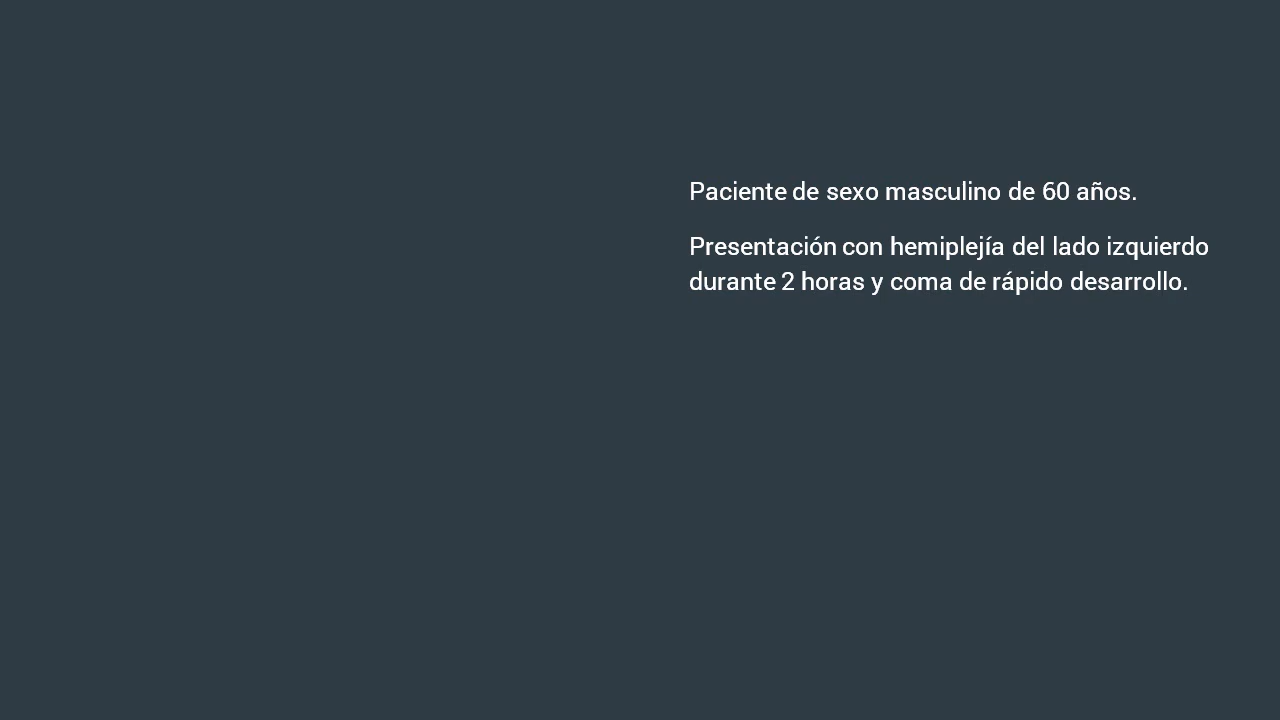 Paciente de sexo masculino de 60 años.
Presentación con hemiplejía del lado izquierdo
durante 2 horas y coma de rápido desarrollo.